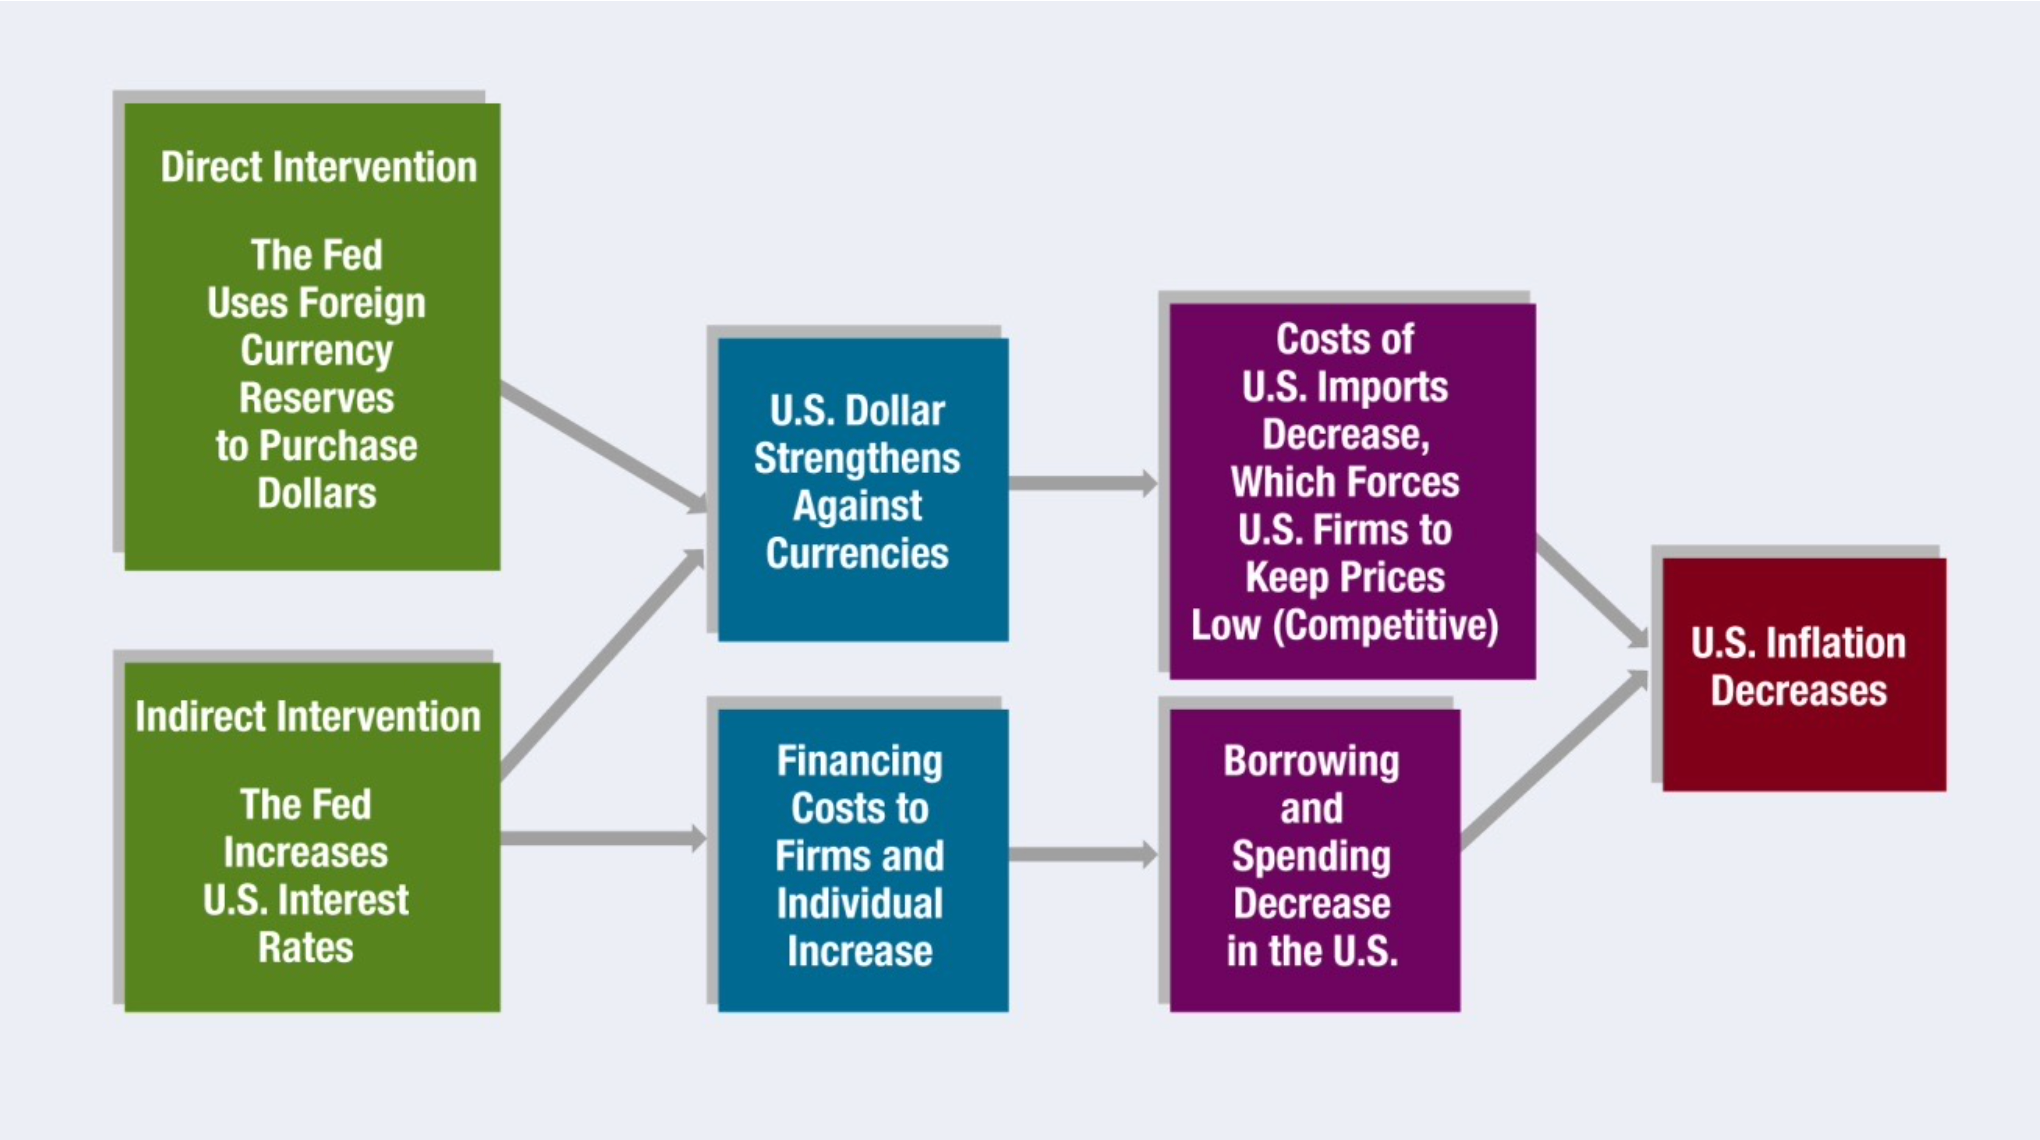 Direct Intervention
The Fed
Uses Foreign
Currency
Reserves
to Purchase
Dollars
Indirect Intervention
The Fed
Increases
U.S. Interest
Rates
U.S. Dollar
Strengthens
Against
Currencies
Financing
Costs to
Firms and
Individual
Increase
Costs of
U.S. Imports
Decrease,
Which Forces
U.S. Firms to
Keep Prices
Low (Competitive)
Borrowing
and
Spending
Decrease
in the U.S.
U.S. Inflation
Decreases